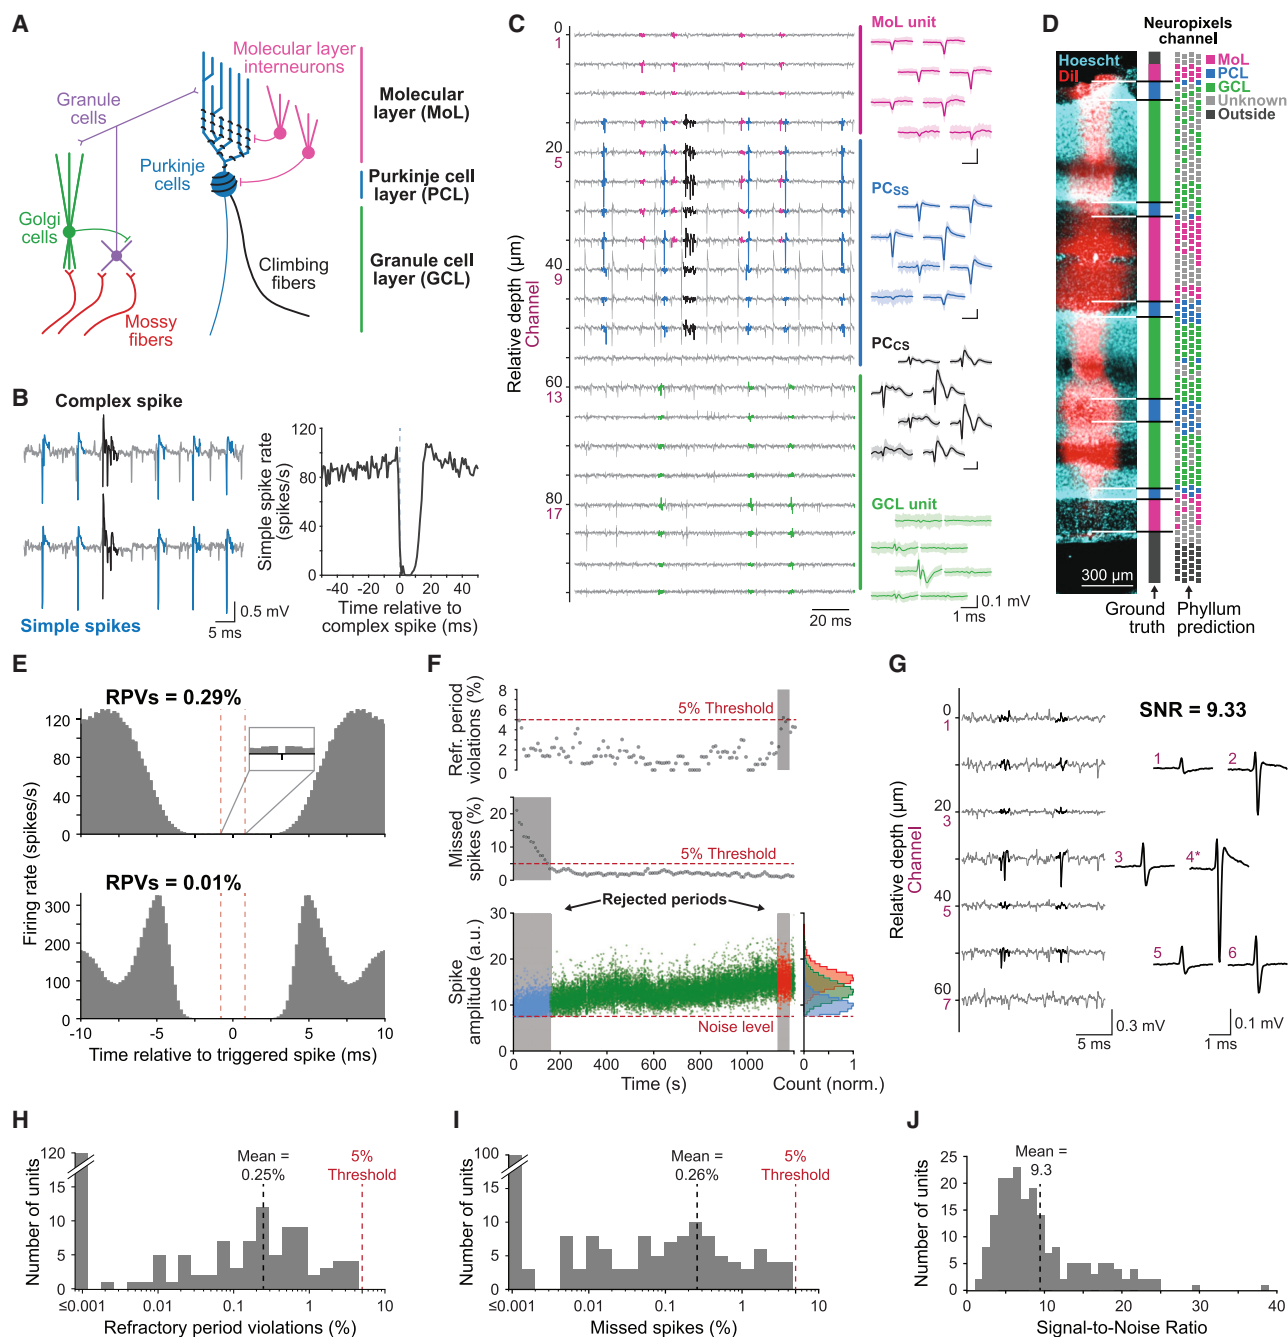 A
Molecular layer
interneurons
Granule
cells
Molecular
layer (MoL)
Purkinje
cells
Purkinje cell
layer (PCL)
Golgi
cells
Granule cell
layer (GCL)
Climbing
fibers
Mossy
fibers
B
Complex spike
Simple spikes
0.5 mV
5 ms
Simple spike rate
(spikes/s)
120
80
40
0
-40
-20
0
20
40
Time relative to
complex spike (ms)
C
Relative depth (µm)
Channel
0
1
20
5
40
9
60
13
80
17
20 ms
MoL unit
PCSS
PCCS
GCL unit
0.1 mV
1 ms
D
Neuropixels
channel
Hoescht
DiI
MoL
PCL
GCL
Unknown
Outside
300 µm
Ground
truth
Phyllum
prediction
E
RPVs = 0.29%
Firing rate (spikes/s)
120
80
40
0
RPVs = 0.01%
300
200
100
0
-10
-5
0
5
10
Time relative to triggered spike (ms)
F
Refr. period
violations (%)
8
6
4
2
0
5% Threshold
Missed
spikes (%)
20
10
0
5% Threshold
Rejected periods
Spike
amplitude (a.u.)
30
20
10
0
Noise level
0
200
400
600
800
1000
Time (s)
0
1
Count (norm.)
G
SNR = 9.33
Relative depth (µm)
Channel
0
1
20
3
40
5
60
7
1
2
3
4*
5
6
0.3 mV
5 ms
0.1 mV
1 ms
H
Number of units
120
15
10
5
0
Mean =
0.25%
5%
Threshold
≤0.001
0.01
0.1
1
10
Refractory period violations (%)
I
Number of units
100
15
10
5
0
Mean =
0.26%
5%
Threshold
≤0.001
0.01
0.1
1
10
Missed spikes (%)
J
Number of units
25
20
15
10
5
0
Mean =
9.3
0
10
20
30
40
Signal-to-Noise Ratio